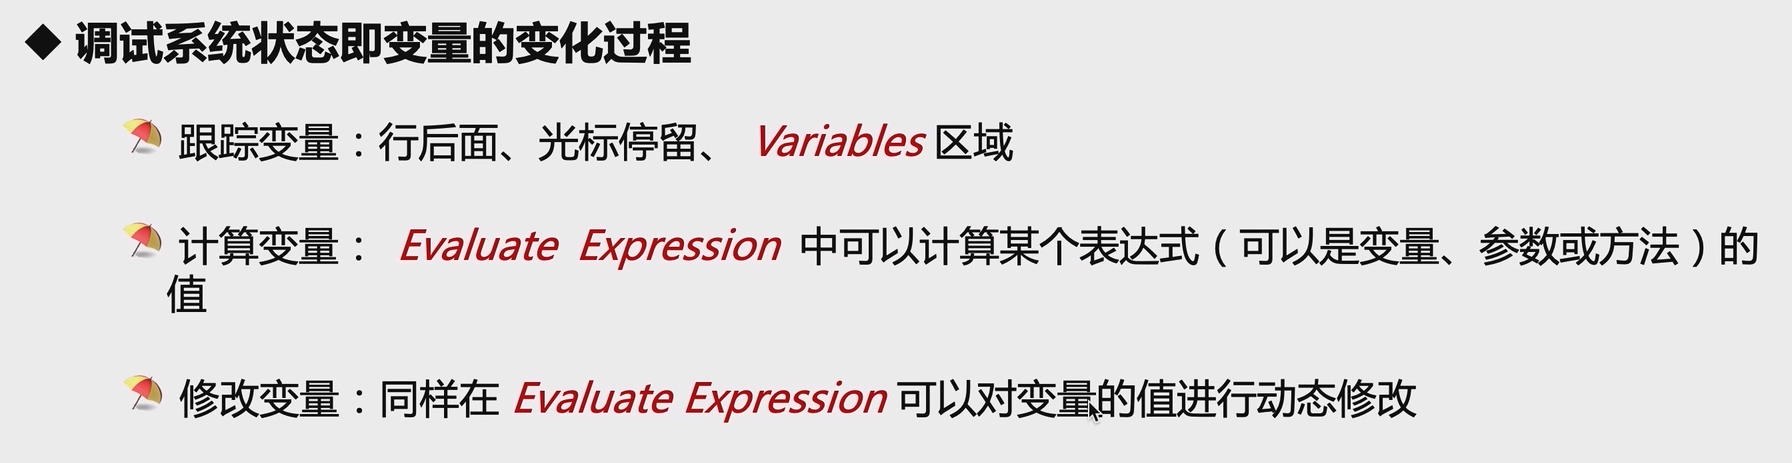 调试系统状态即变量的变化过程
跟踪变量：行后面、光标停留、 Variables 区域
计算变量： Evaluate Expression 中可以计算某个表达式（可以是变量、参数或方法）的
值
修改变量：同样在 Evaluate Expression 可以对变量的值进行动态修改